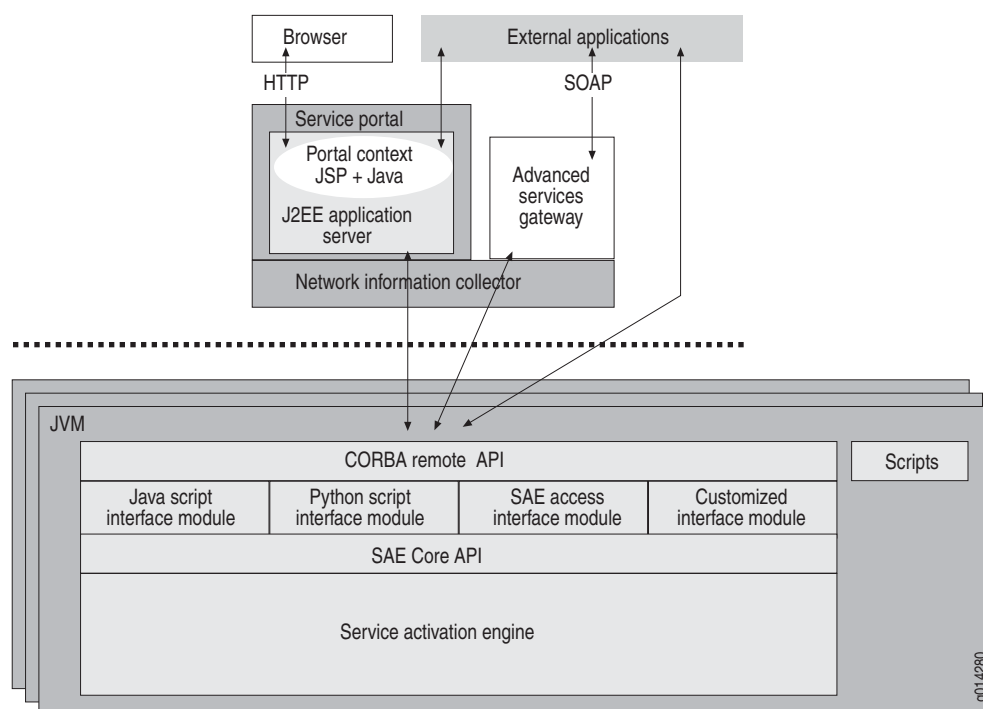 Browser
External applications
HTTP
SOAP
Service portal
Portal context
JSP + Java
J2EE application
server
Advanced
services
gateway
Network information collector
JVM
CORBA remote API
Scripts
Java script
interface module
Python script
interface module
SAE access
interface module
Customized
interface module
SAE Core API
Service activation engine
g014280